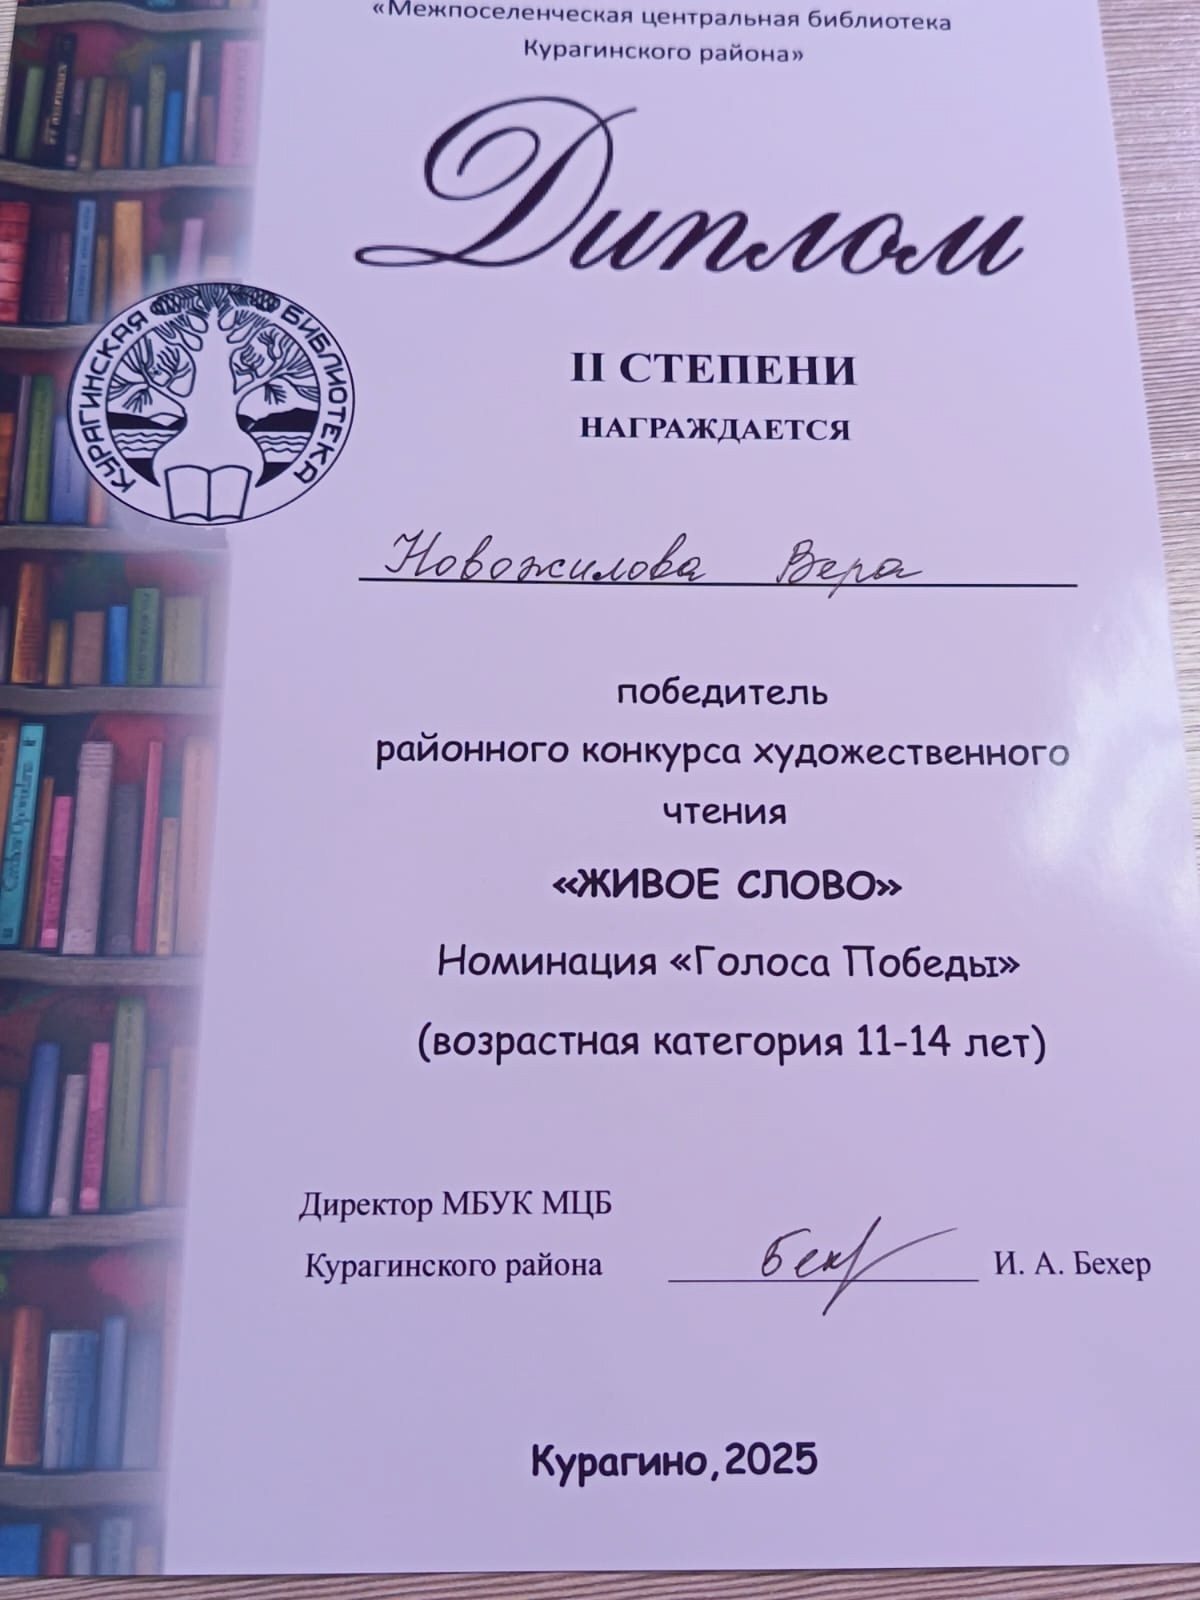 «Межпоселенческая центральная библиотека
Курагинского района»
Диплом
II СТЕПЕНИ
НАГРАЖДАЕТСЯ
КУРАГИНСКАЯ БИБЛИОТЕКА
Новожилова Вера
победитель
районного конкурса художественного
чтения
«ЖИВОЕ СЛОВО»
Номинация «Голоса Победы»
(возрастная категория 11-14 лет)
Директор МБУК МЦБ
Курагинского района И. А. Бехер
Курагино, 2025